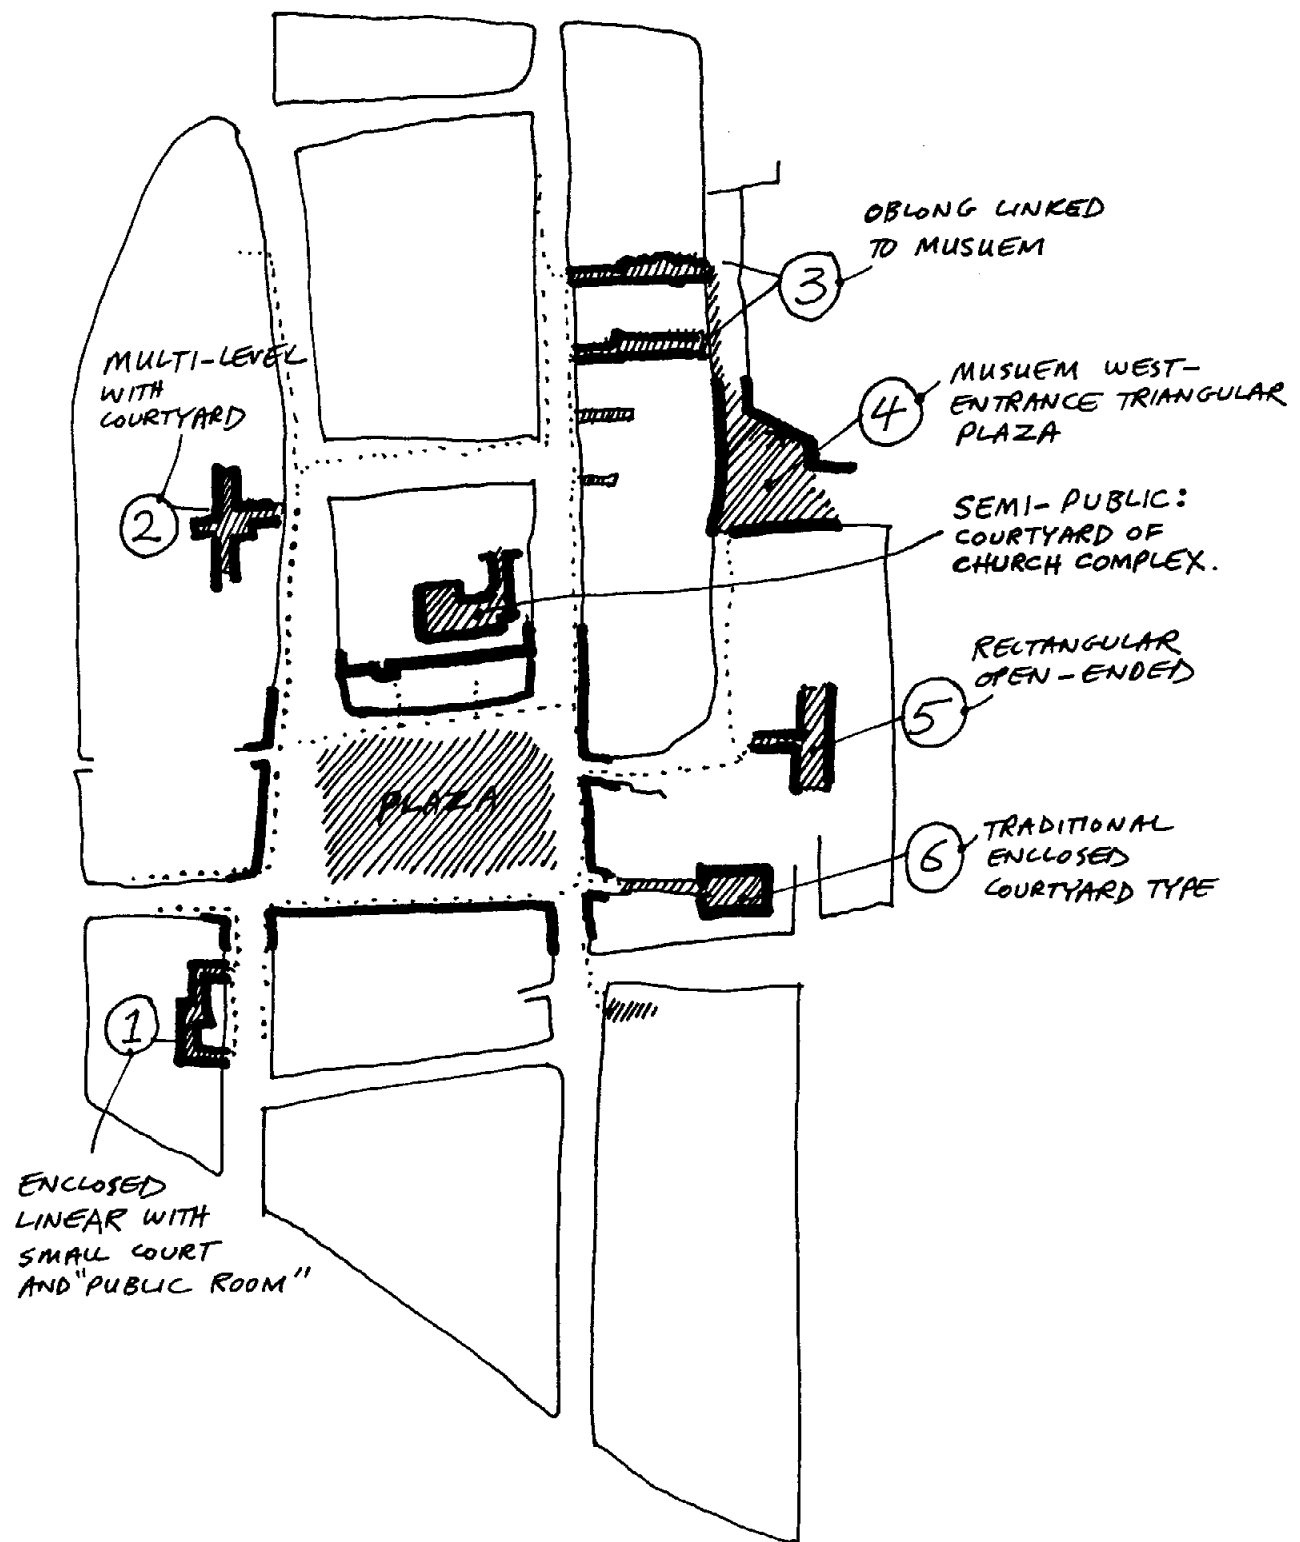 OBLONG LINKED
TO MUSUEM
3
MULTI-LEVEL
WITH
COURTYARD
2
4
MUSUEM WEST-
ENTRANCE TRIANGULAR
PLAZA
SEMI-PUBLIC:
COURTYARD OF
CHURCH COMPLEX.
RECTANGULAR
OPEN-ENDED
5
PLAZA
6
TRADITIONAL
ENCLOSED
COURTYARD TYPE
1
ENCLOSED
LINEAR WITH
SMALL COURT
AND "PUBLIC ROOM"